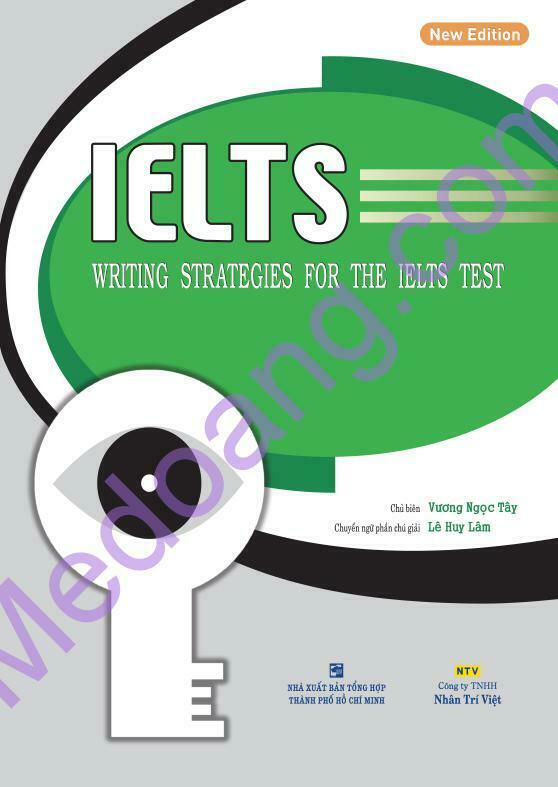 New Edition
IELTS
WRITING STRATEGIES FOR THE IELTS TEST
Chủ biên Vương Ngọc Tây
Chuyển ngữ phần chú giải Lê Huy Lâm
NHÀ XUẤT BẢN TỔNG HỢP
THÀNH PHỐ HỒ CHÍ MINH
NTV
Công ty TNHH
Nhân Trí Việt
Medoang.com